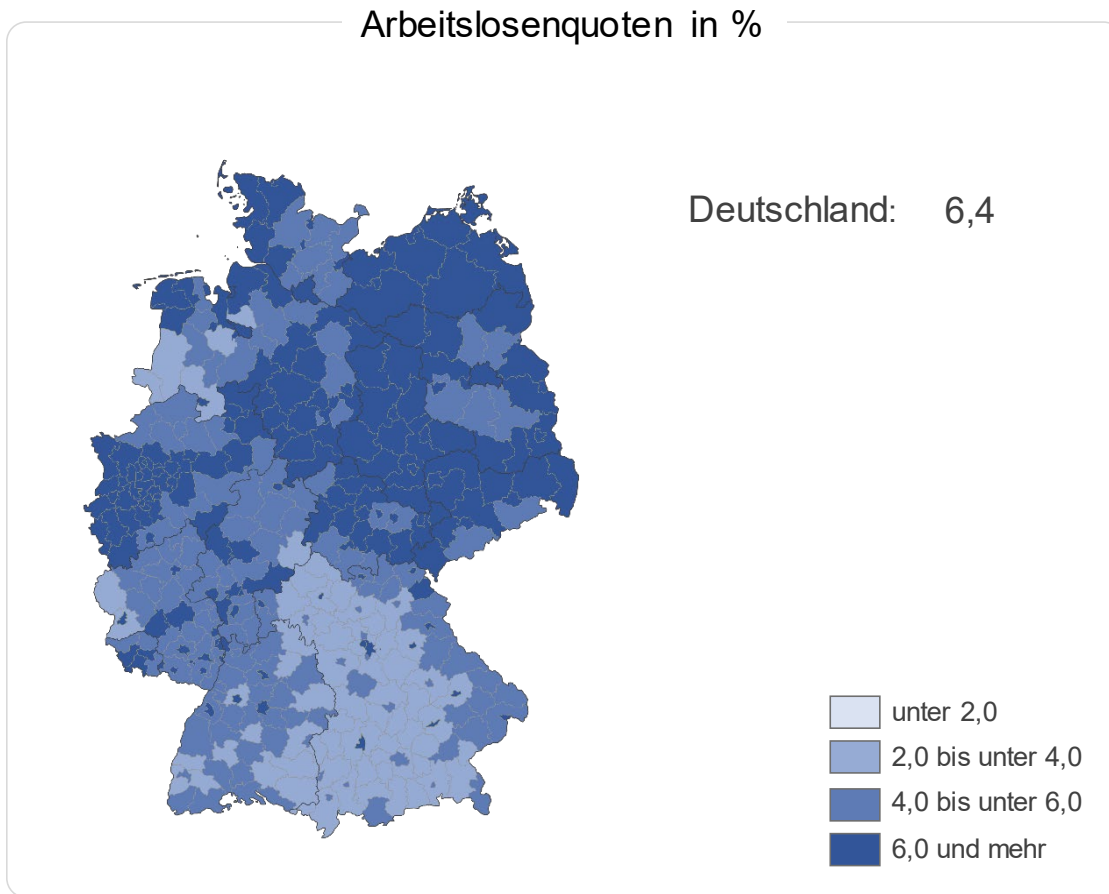 Arbeitslosenquoten in %
Deutschland: 6,4
unter 2,0
2,0 bis unter 4,0
4,0 bis unter 6,0
6,0 und mehr